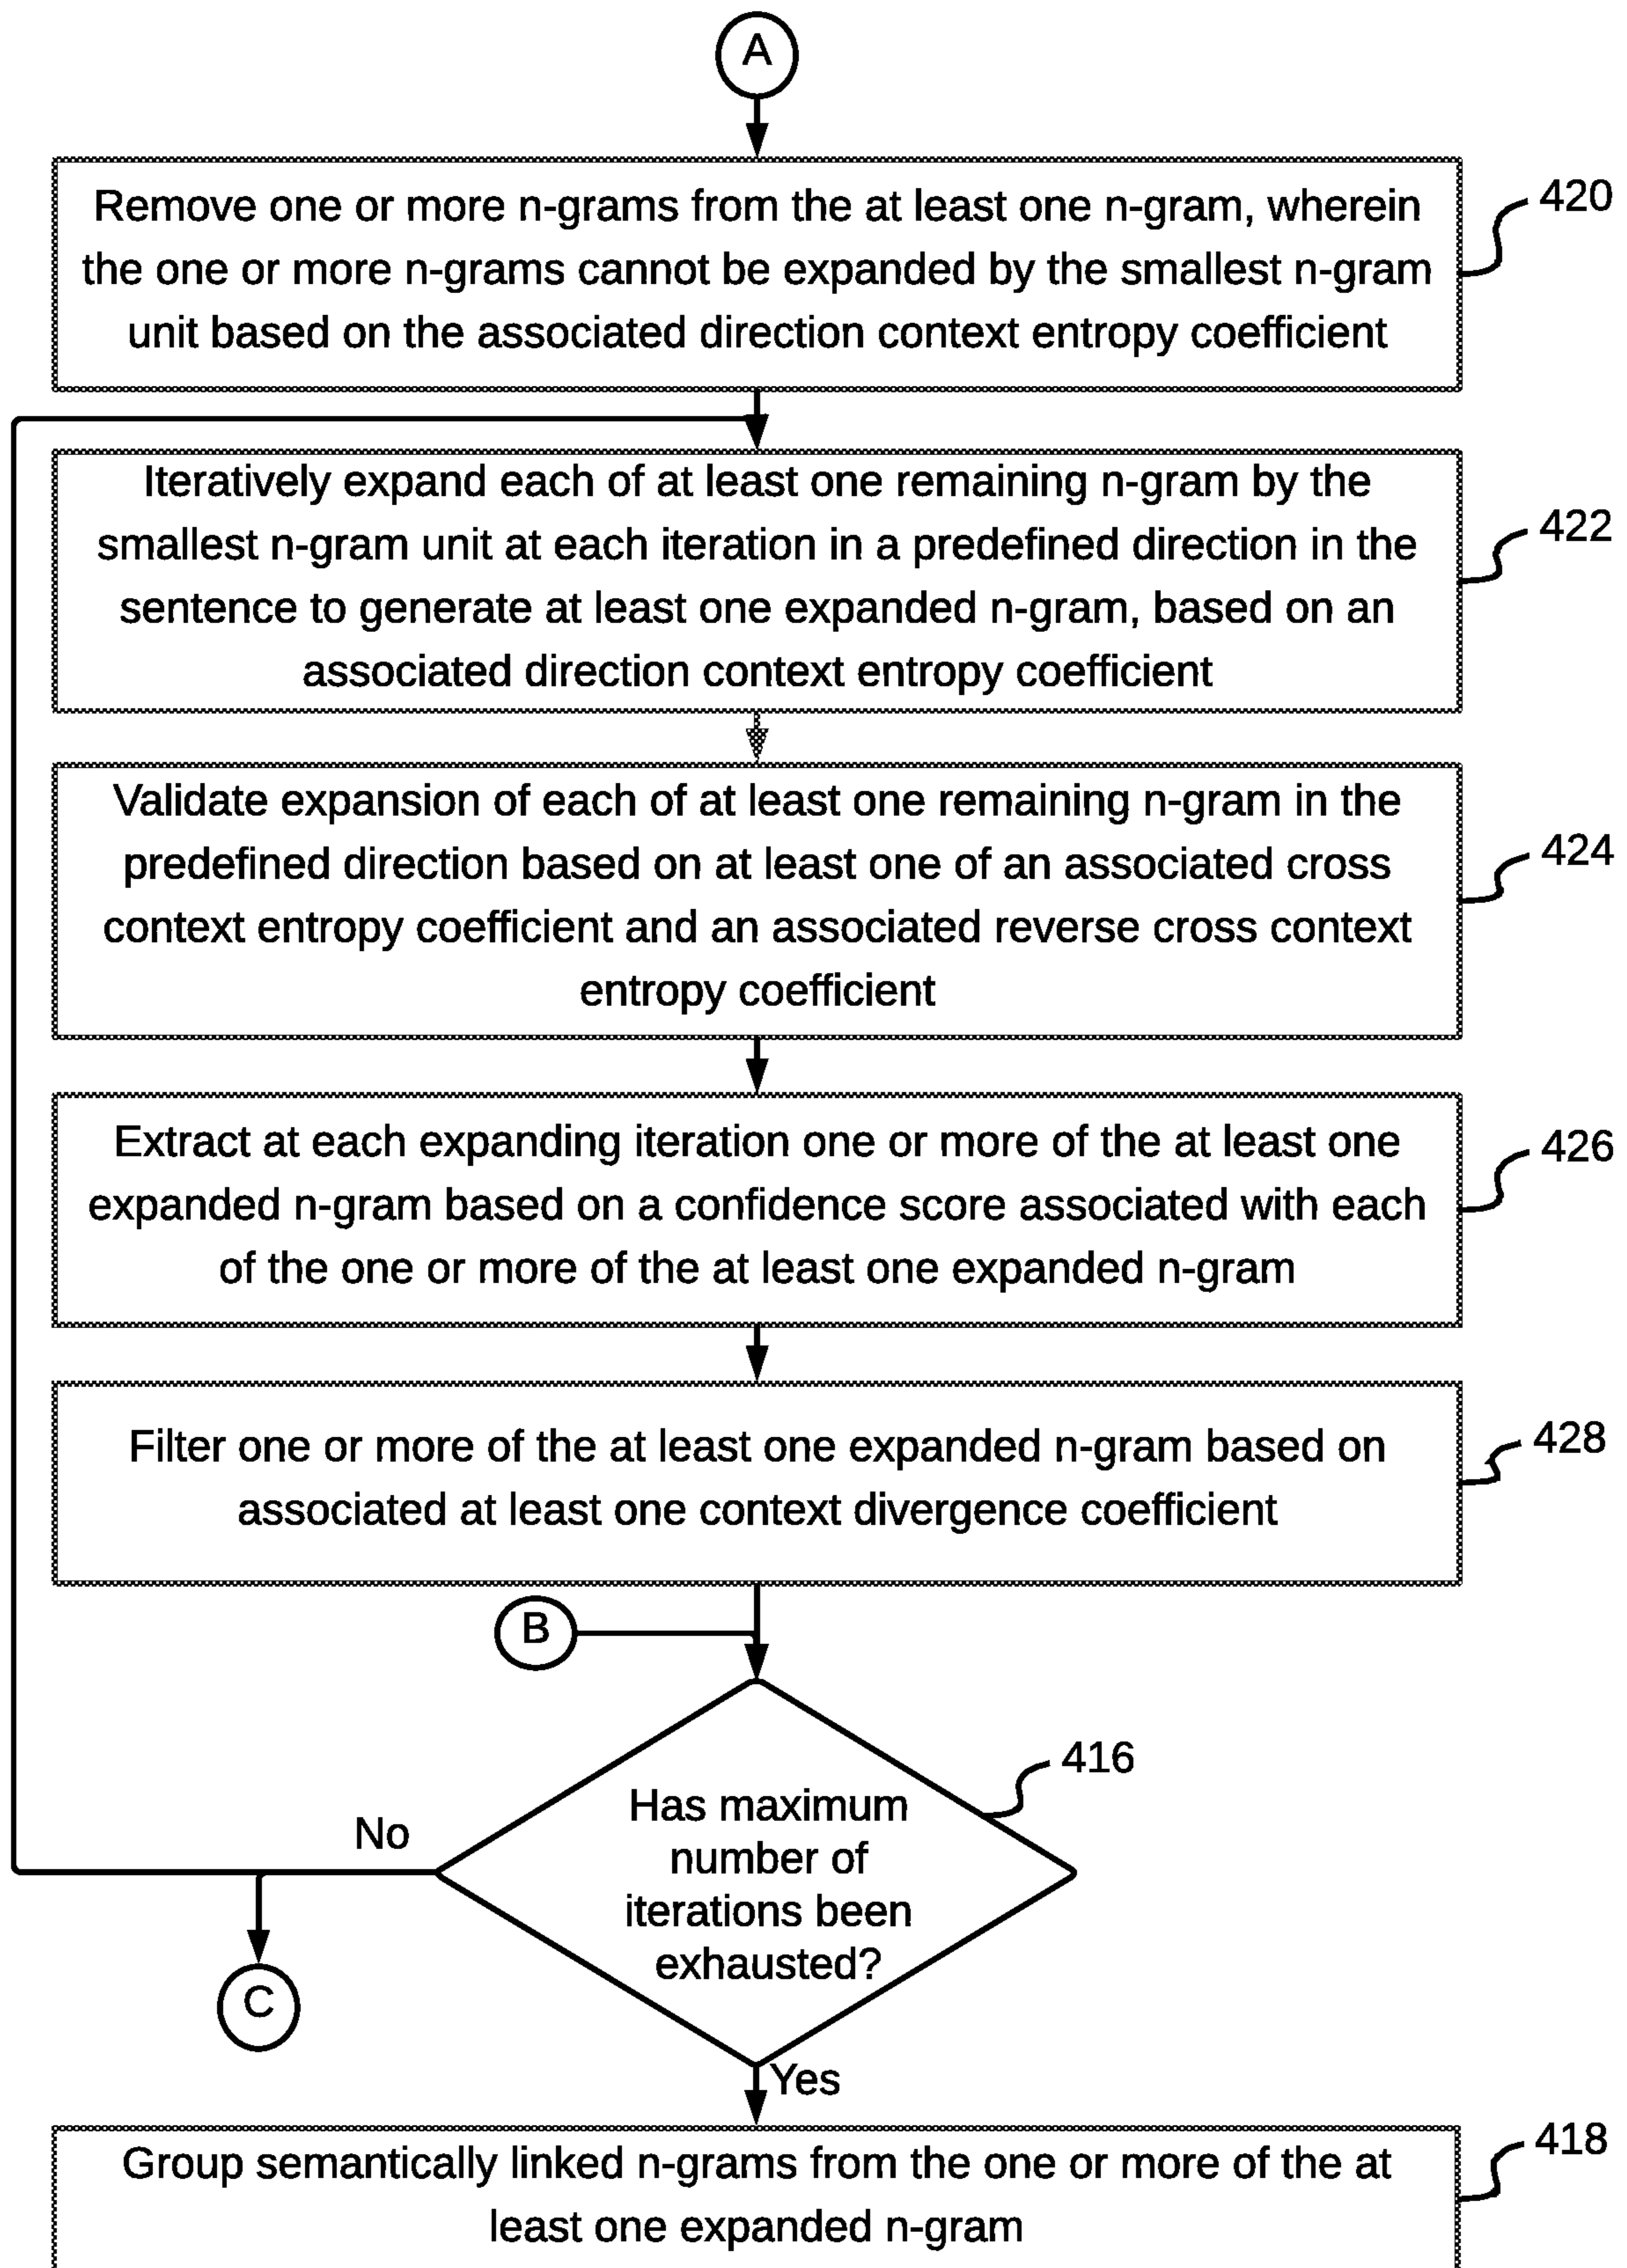 A
Remove one or more n-grams from the at least one n-gram, wherein
the one or more n-grams cannot be expanded by the smallest n-gram
unit based on the associated direction context entropy coefficient
420
Iteratively expand each of at least one remaining n-gram by the
smallest n-gram unit at each iteration in a predefined direction in the
sentence to generate at least one expanded n-gram, based on an
associated direction context entropy coefficient
422
Validate expansion of each of at least one remaining n-gram in the
predefined direction based on at least one of an associated cross
context entropy coefficient and an associated reverse cross context
entropy coefficient
424
Extract at each expanding iteration one or more of the at least one
expanded n-gram based on a confidence score associated with each
of the one or more of the at least one expanded n-gram
426
Filter one or more of the at least one expanded n-gram based on
associated at least one context divergence coefficient
428
B
416
Has maximum
number of
iterations been
exhausted?
No
C
Yes
Group semantically linked n-grams from the one or more of the at
least one expanded n-gram
418